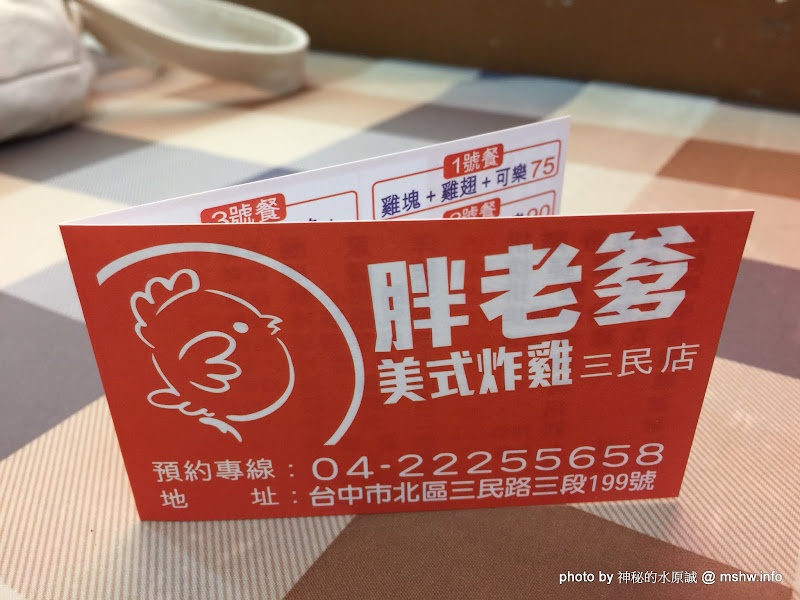 1號餐
雞塊+雞翅+可樂 75
3號餐
胖老爹
美式炸雞 三民店
預約專線:04-22255658
地 址:台中市北區三民路三段199號
photo by 神秘的水原誠 @ mshw.info